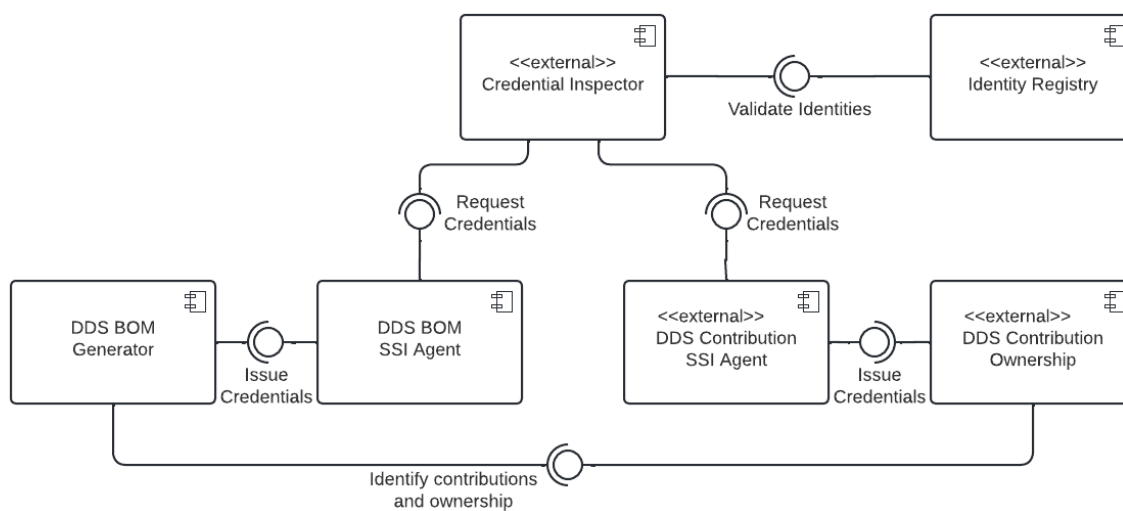 <<external>>
Credential Inspector
<<external>>
Identity Registry
Validate Identities
Request
Credentials
Request
Credentials
DDS BOM
Generator
DDS BOM
SSI Agent
<<external>>
DDS Contribution
SSI Agent
<<external>>
DDS Contribution
Ownership
Issue
Credentials
Issue
Credentials
Identify contributions
and ownership